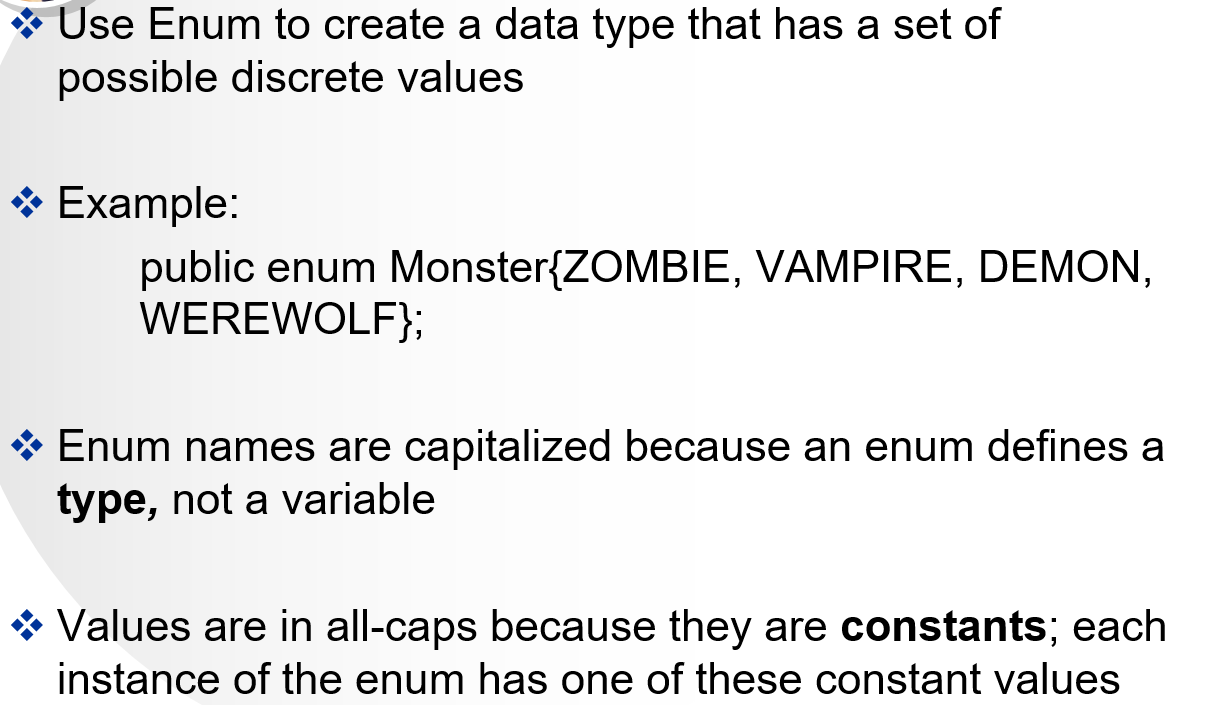 Use Enum to create a data type that has a set of
possible discrete values
Example:
public enum Monster{ZOMBIE, VAMPIRE, DEMON,
WEREWOLF};
Enum names are capitalized because an enum defines a
type, not a variable
Values are in all-caps because they are constants; each
instance of the enum has one of these constant values